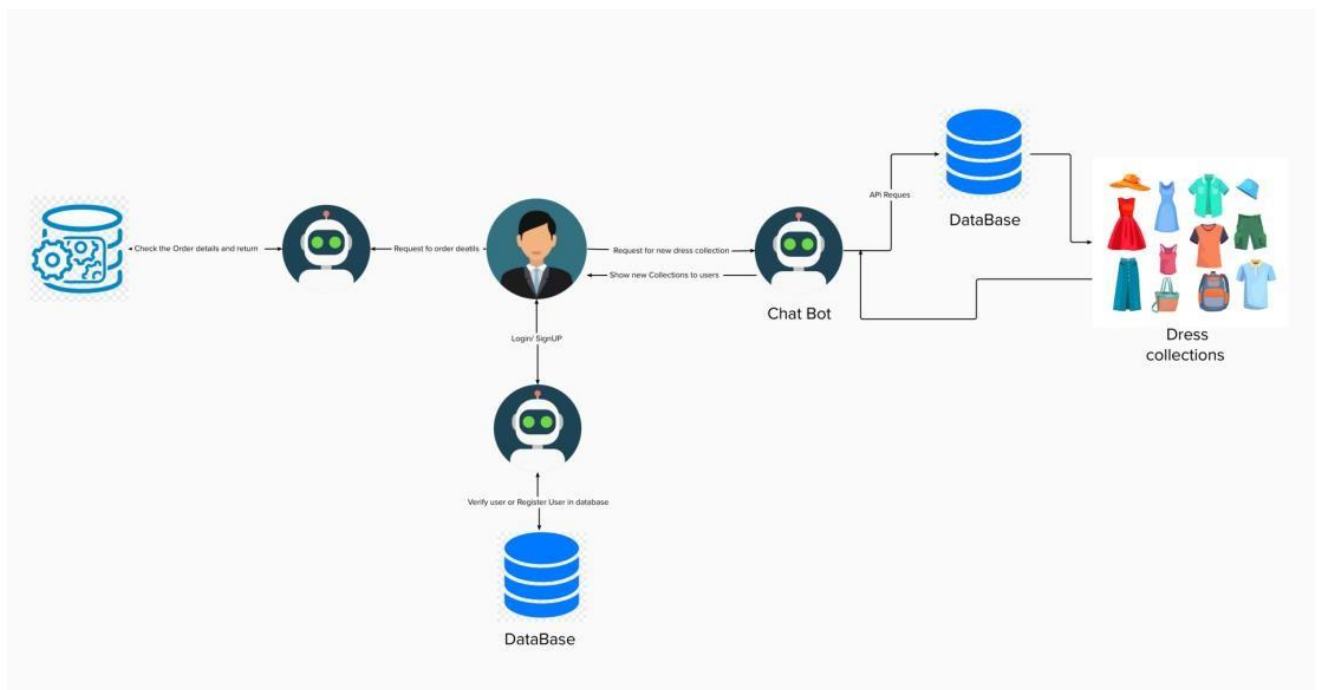 API Reques
DataBase
Check the Order details and return
Request fo order deatils
Request for new dress collection
Show new Collections to users
Chat Bot
Dress
collections
Login/ SignUP
Verify user or Register User in database
DataBase